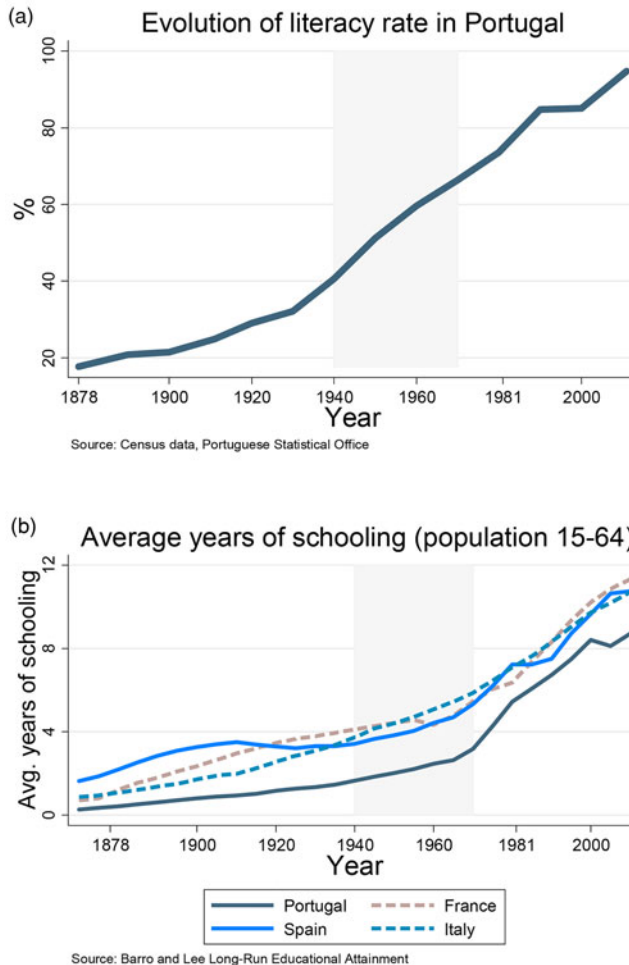 (a)
Evolution of literacy rate in Portugal
100
80
60
40
20
%
1878 1900 1920 1940 1960 1981 2000
Year
Source: Census data, Portuguese Statistical Office
(b)
Average years of schooling (population 15-64)
12
8
4
0
Avg. years of schooling
1878 1900 1920 1940 1960 1981 2000
Year
Portugal France
Spain Italy
Source: Barro and Lee Long-Run Educational Attainment